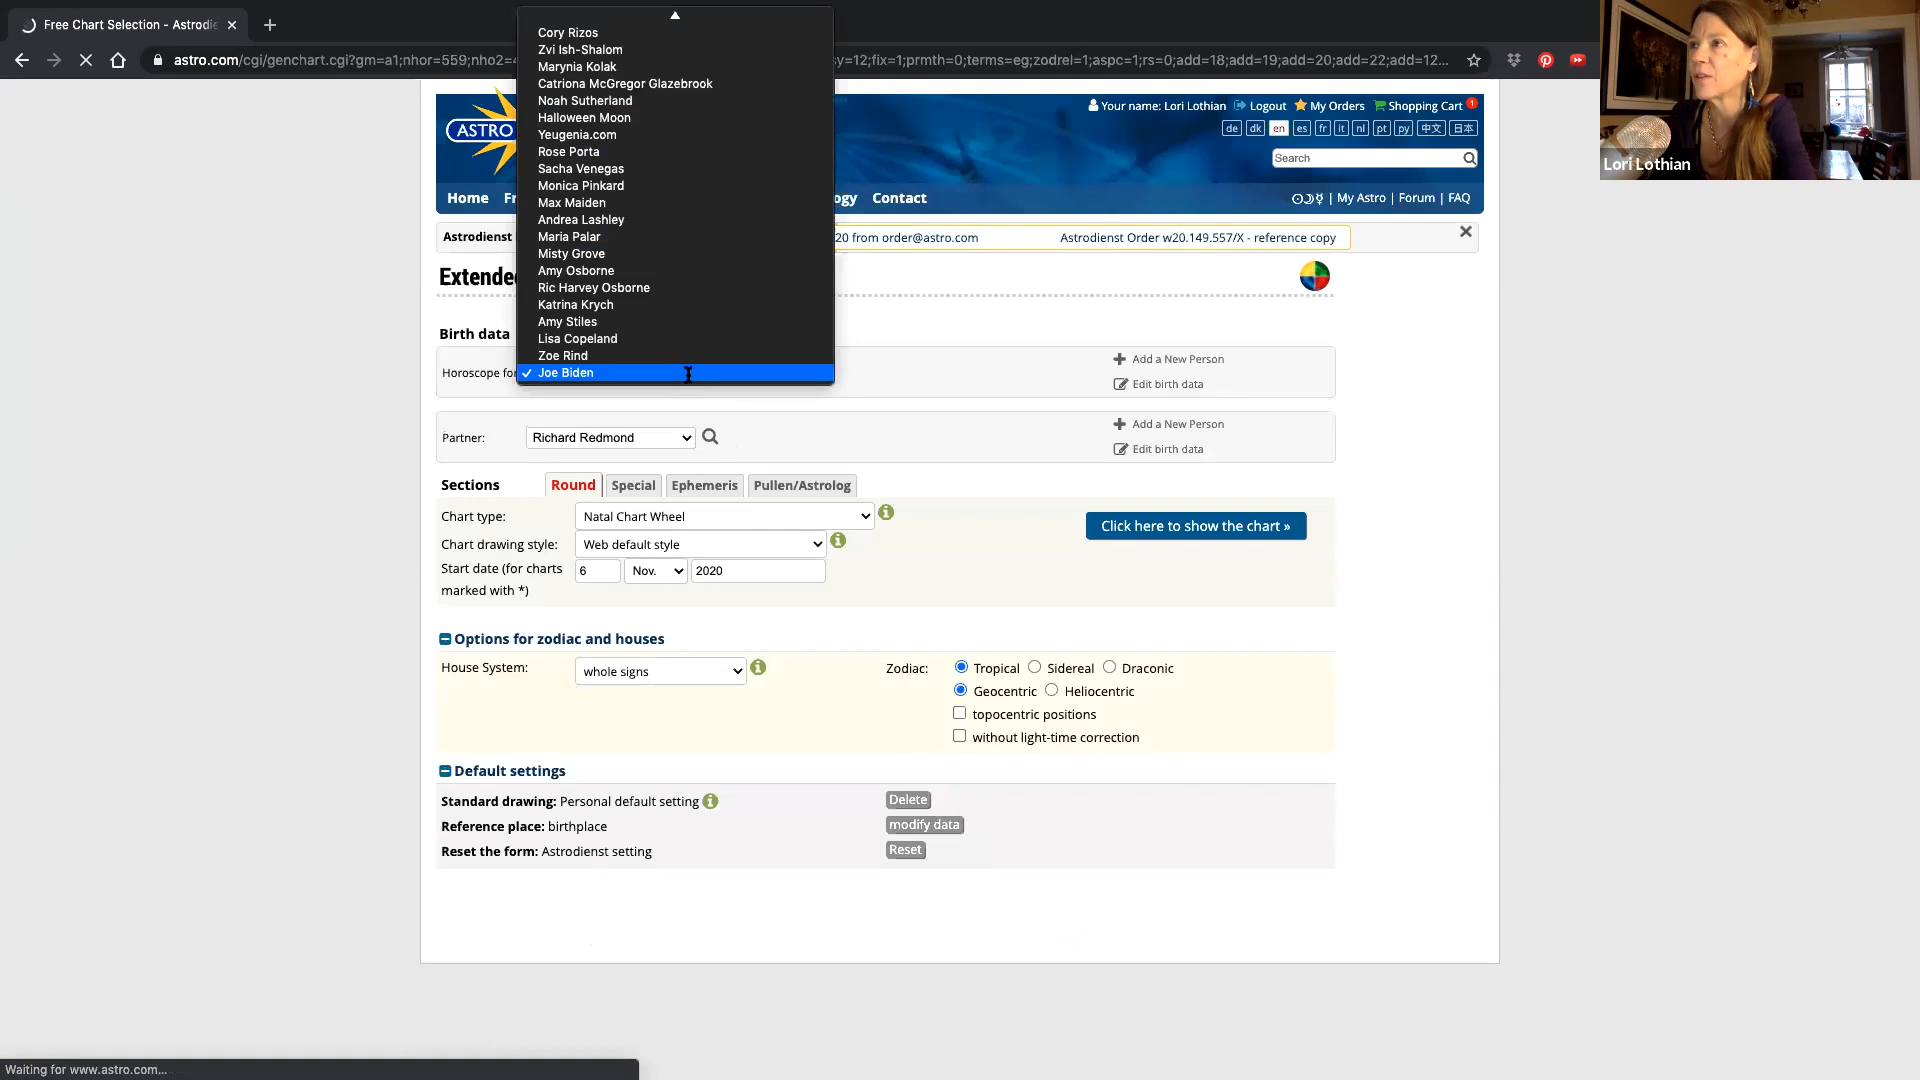 Free Chart Selection - Astrodie
astro.com/cgi/genchart.cgi?gm=a1;nhor=559;nho2=
sy=12;fix=1;prmth=0;terms=eg;zodrel=1;aspc=1;rs=0;add=18;add=19;add=20;add=22;add=12...
Cory Rizos
Zvi Ish-Shalom
Marynia Kolak
Catriona McGregor Glazebrook
Noah Sutherland
Halloween Moon
Yeugenia.com
Rose Porta
Sacha Venegas
Monica Pinkard
Max Maiden
Andrea Lashley
Maria Palar
Misty Grove
Amy Osborne
Ric Harvey Osborne
Katrina Krych
Amy Stiles
Lisa Copeland
Zoe Rind
Joe Biden
Lori Lothian
ASTRO
Your name: Lori Lothian Logout My Orders Shopping Cart 1
de dk en es fr it nl pt py 中文 日本
Search
Home Fr
ogy Contact
My Astro | Forum | FAQ
Astrodienst
20 from order@astro.com Astrodienst Order w20.149.557/X - reference copy
Extende
Birth data
Horoscope for
Add a New Person
Edit birth data
Partner: Richard Redmond
Add a New Person
Edit birth data
Sections Round Special Ephemeris Pullen/Astrolog
Chart type: Natal Chart Wheel
Click here to show the chart »
Chart drawing style: Web default style
Start date (for charts
marked with *)
6 Nov. 2020
Options for zodiac and houses
House System: whole signs
Zodiac: Tropical Sidereal Draconic
Geocentric Heliocentric
topocentric positions
without light-time correction
Default settings
Standard drawing: Personal default setting Delete
Reference place: birthplace modify data
Reset the form: Astrodienst setting Reset
Waiting for www.astro.com...